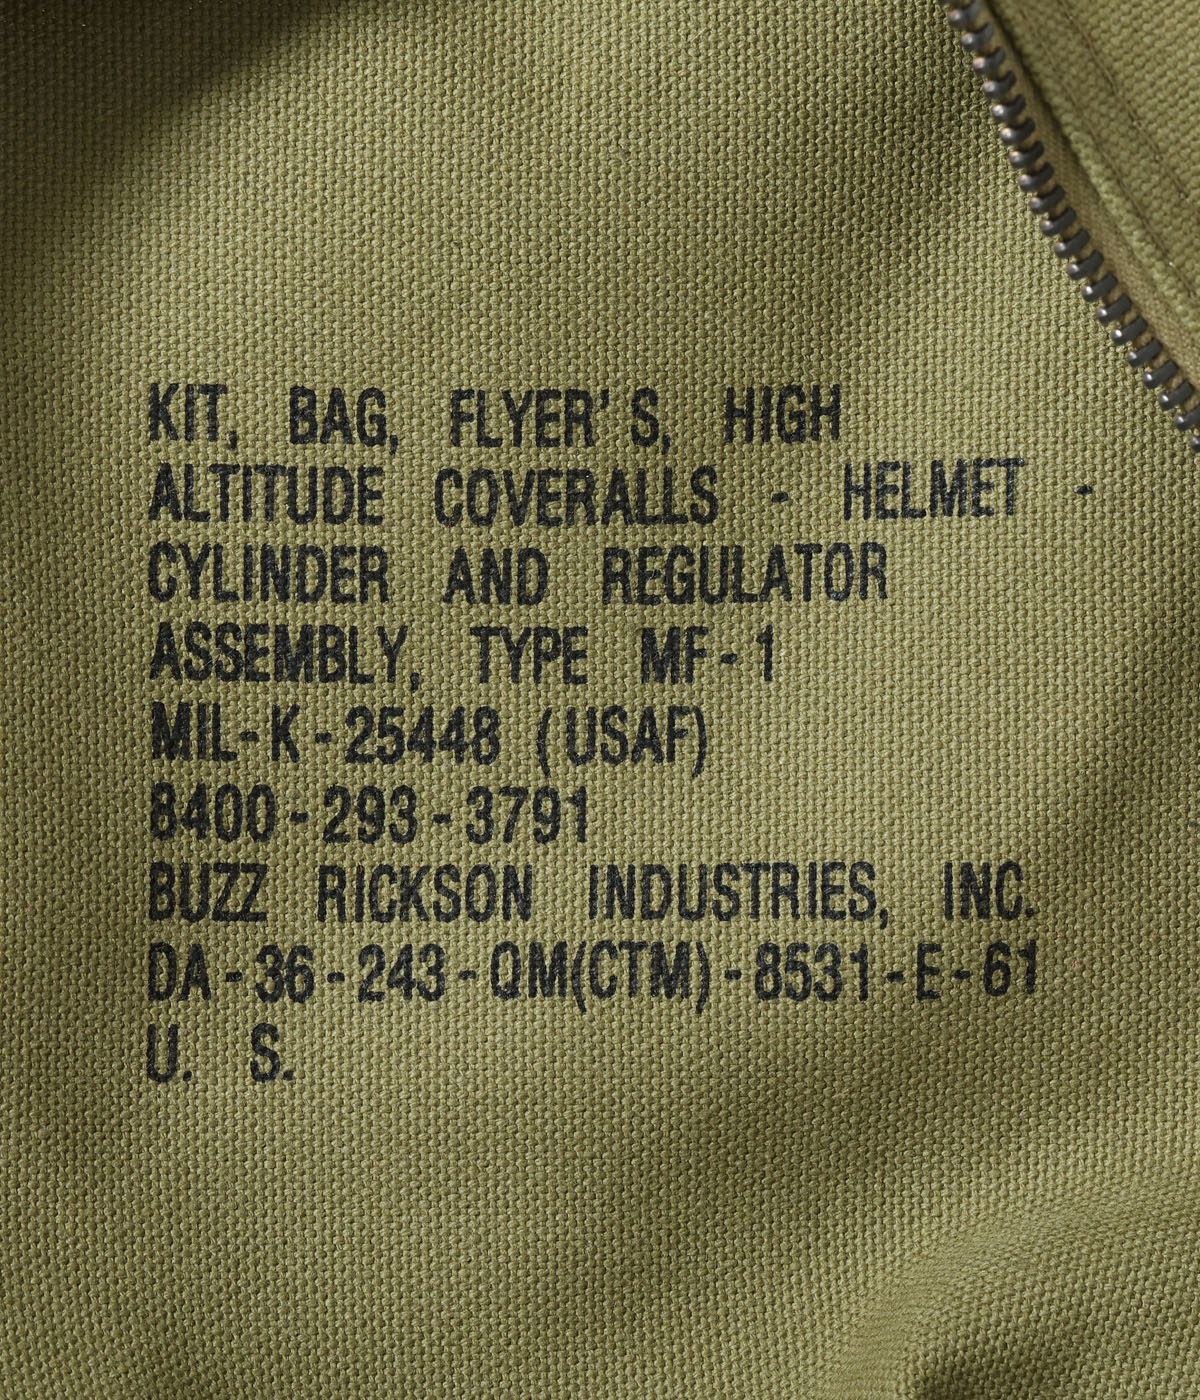 KIT, BAG, FLYER'S, HIGH
ALTITUDE COVERALLS - HELMET -
CYLINDER AND REGULATOR
ASSEMBLY, TYPE MF-1
MIL-K-25448 (USAF)
8400-293-3791
BUZZ RICKSON INDUSTRIES, INC.
DA-36-243-QM(CTM)-8531-E-61
U. S.